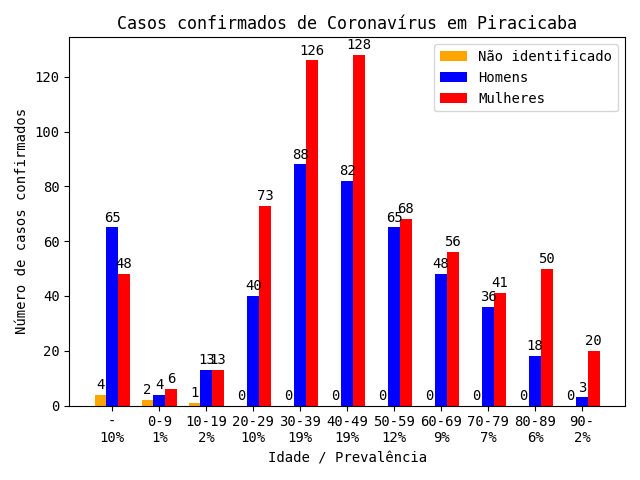 Casos confirmados de Coronavírus em Piracicaba
Não identificado
Homens
Mulheres
Número de casos confirmados
120
100
80
60
40
20
0
4 65 48
2 4 6
1 13 13
0 40 73
0 88 126
0 82 128
0 65 68
0 48 56
0 36 41
0 18 50
0 3 20
- 0-9 10-19 20-29 30-39 40-49 50-59 60-69 70-79 80-89 90-
10% 1% 2% 10% 19% 19% 12% 9% 7% 6% 2%
Idade / Prevalência